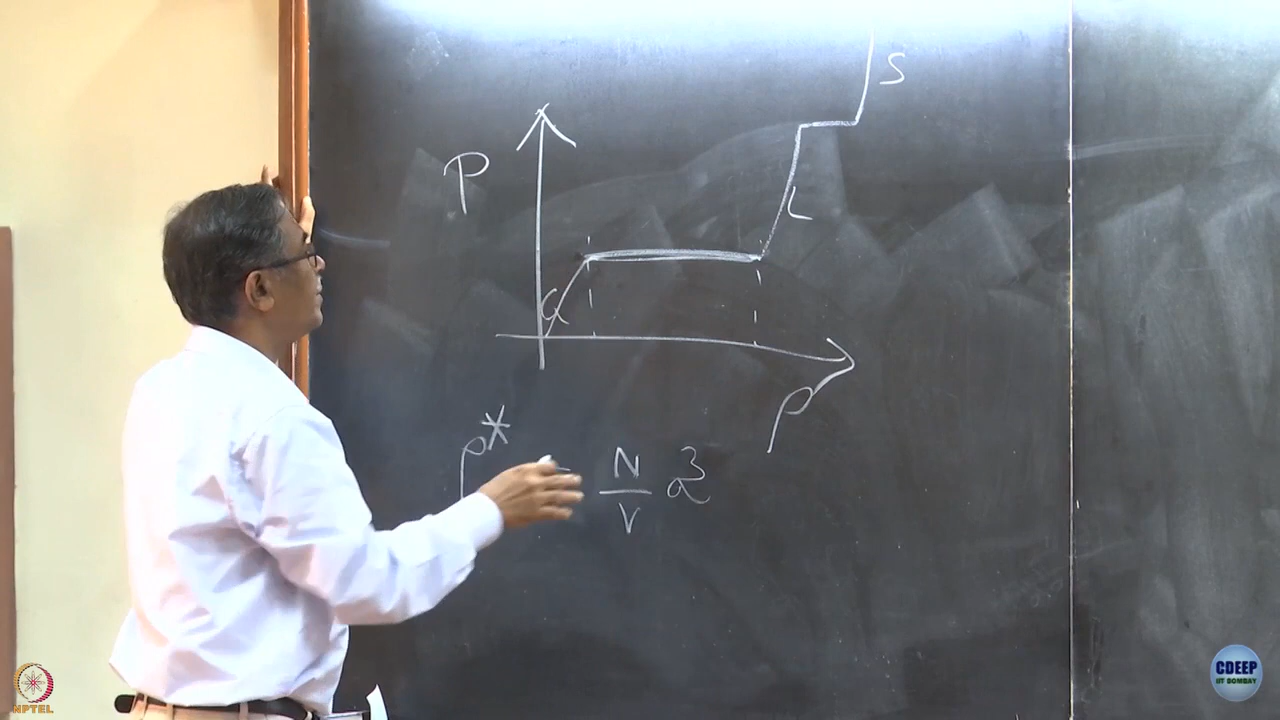 S
P
L
G
ρ
ρ* = N/V σ³
NPTEL
CDEEP
IIT BOMBAY